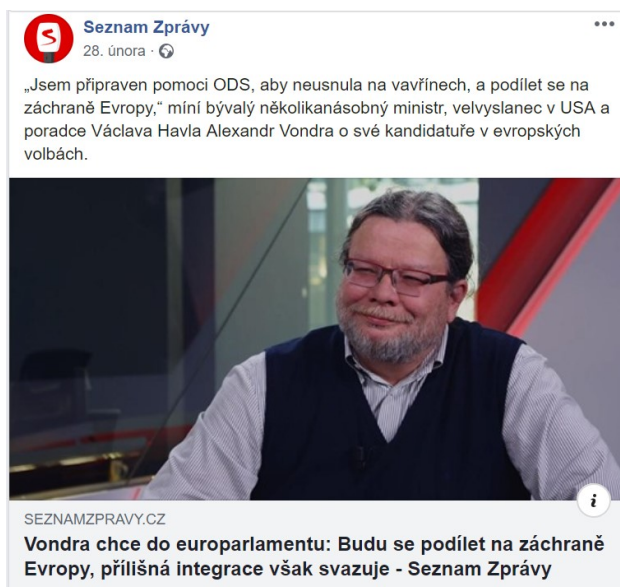 Seznam Zprávy
28. února ·
„Jsem připraven pomoci ODS, aby neusnula na vavřínech, a podílet se na
záchraně Evropy,“ míní bývalý několikanásobný ministr, velvyslanec v USA a
poradce Václava Havla Alexandr Vondra o své kandidatuře v evropských
volbách.
SEZNAMZPRAVY.CZ
Vondra chce do europarlamentu: Budu se podílet na záchraně
Evropy, přílišná integrace však svazuje - Seznam Zprávy